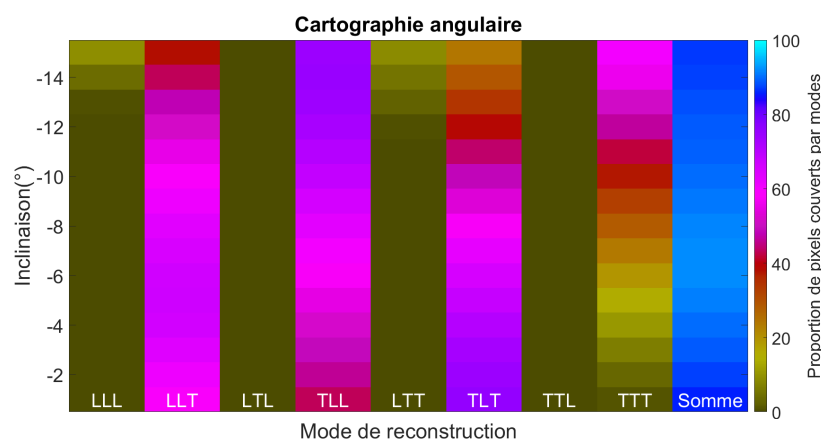 Cartographie angulaire
Inclinaison(°)
-14
-12
-10
-8
-6
-4
-2
LLL LLT LTL TLL LTT TLT TTL TTT Somme
Mode de reconstruction
100
80
60
40
20
0
Proportion de pixels couverts par modes